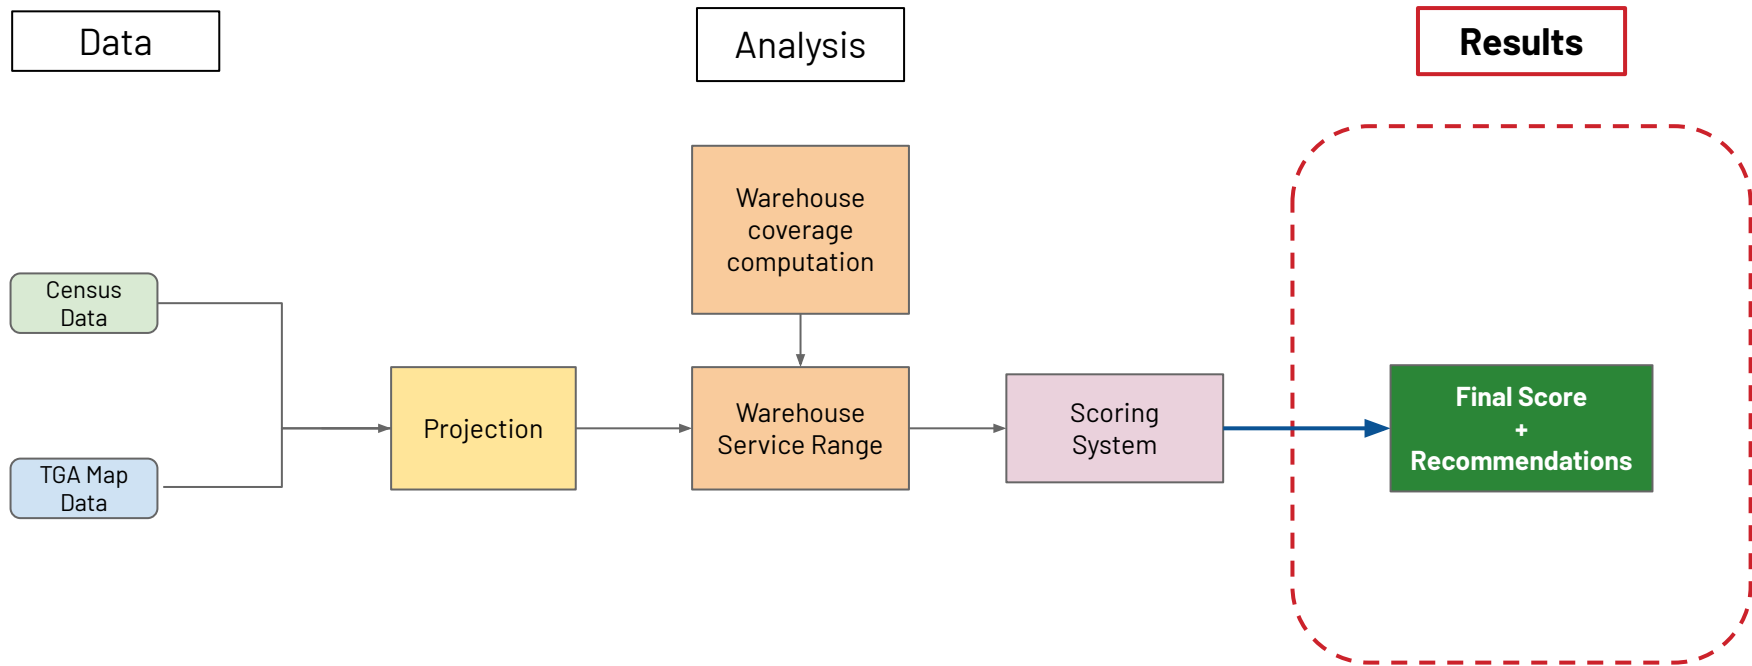 Data
Analysis
Results
Warehouse
coverage
computation
Census
Data
TGA Map
Data
Projection
Warehouse
Service Range
Scoring
System
Final Score
+
Recommendations